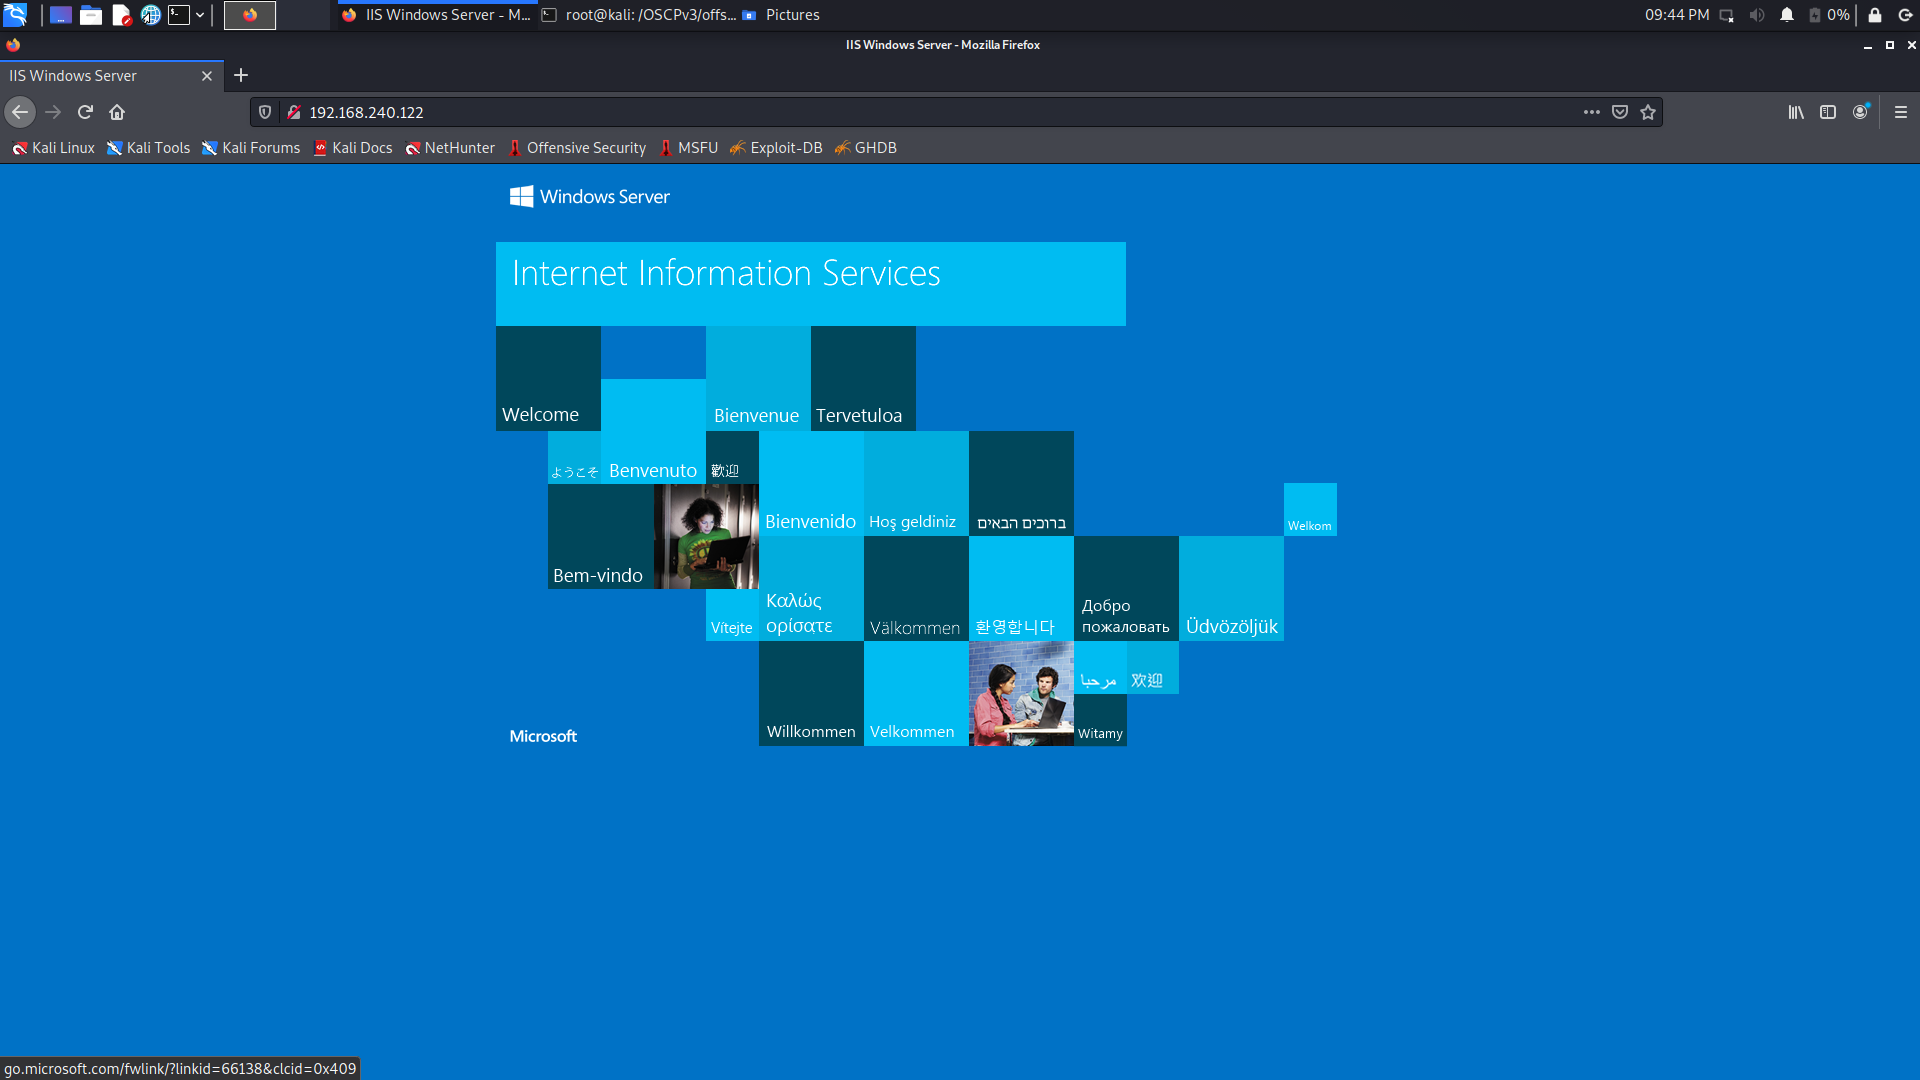 09:44 PM
0%
IIS Windows Server - M...
root@kali: /OSCPv3/offs...
Pictures
IIS Windows Server - Mozilla Firefox
IIS Windows Server
192.168.240.122
Kali Linux
Kali Tools
Kali Forums
Kali Docs
NetHunter
Offensive Security
MSFU
Exploit-DB
GHDB
Windows Server
Internet Information Services
Welcome
Bienvenue
Tervetuloa
ようこそ
Benvenuto
歡迎
Bienvenido
Hoş geldiniz
ברוכים הבאים
Welkom
Bem-vindo
Vítejte
Καλώς
ορίσατε
Välkommen
환영합니다
Добро
пожаловать
Üdvözöljük
Microsoft
Willkommen
Velkommen
مرحبا
欢迎
Witamy
go.microsoft.com/fwlink/?linkid=66138&clcid=0x409